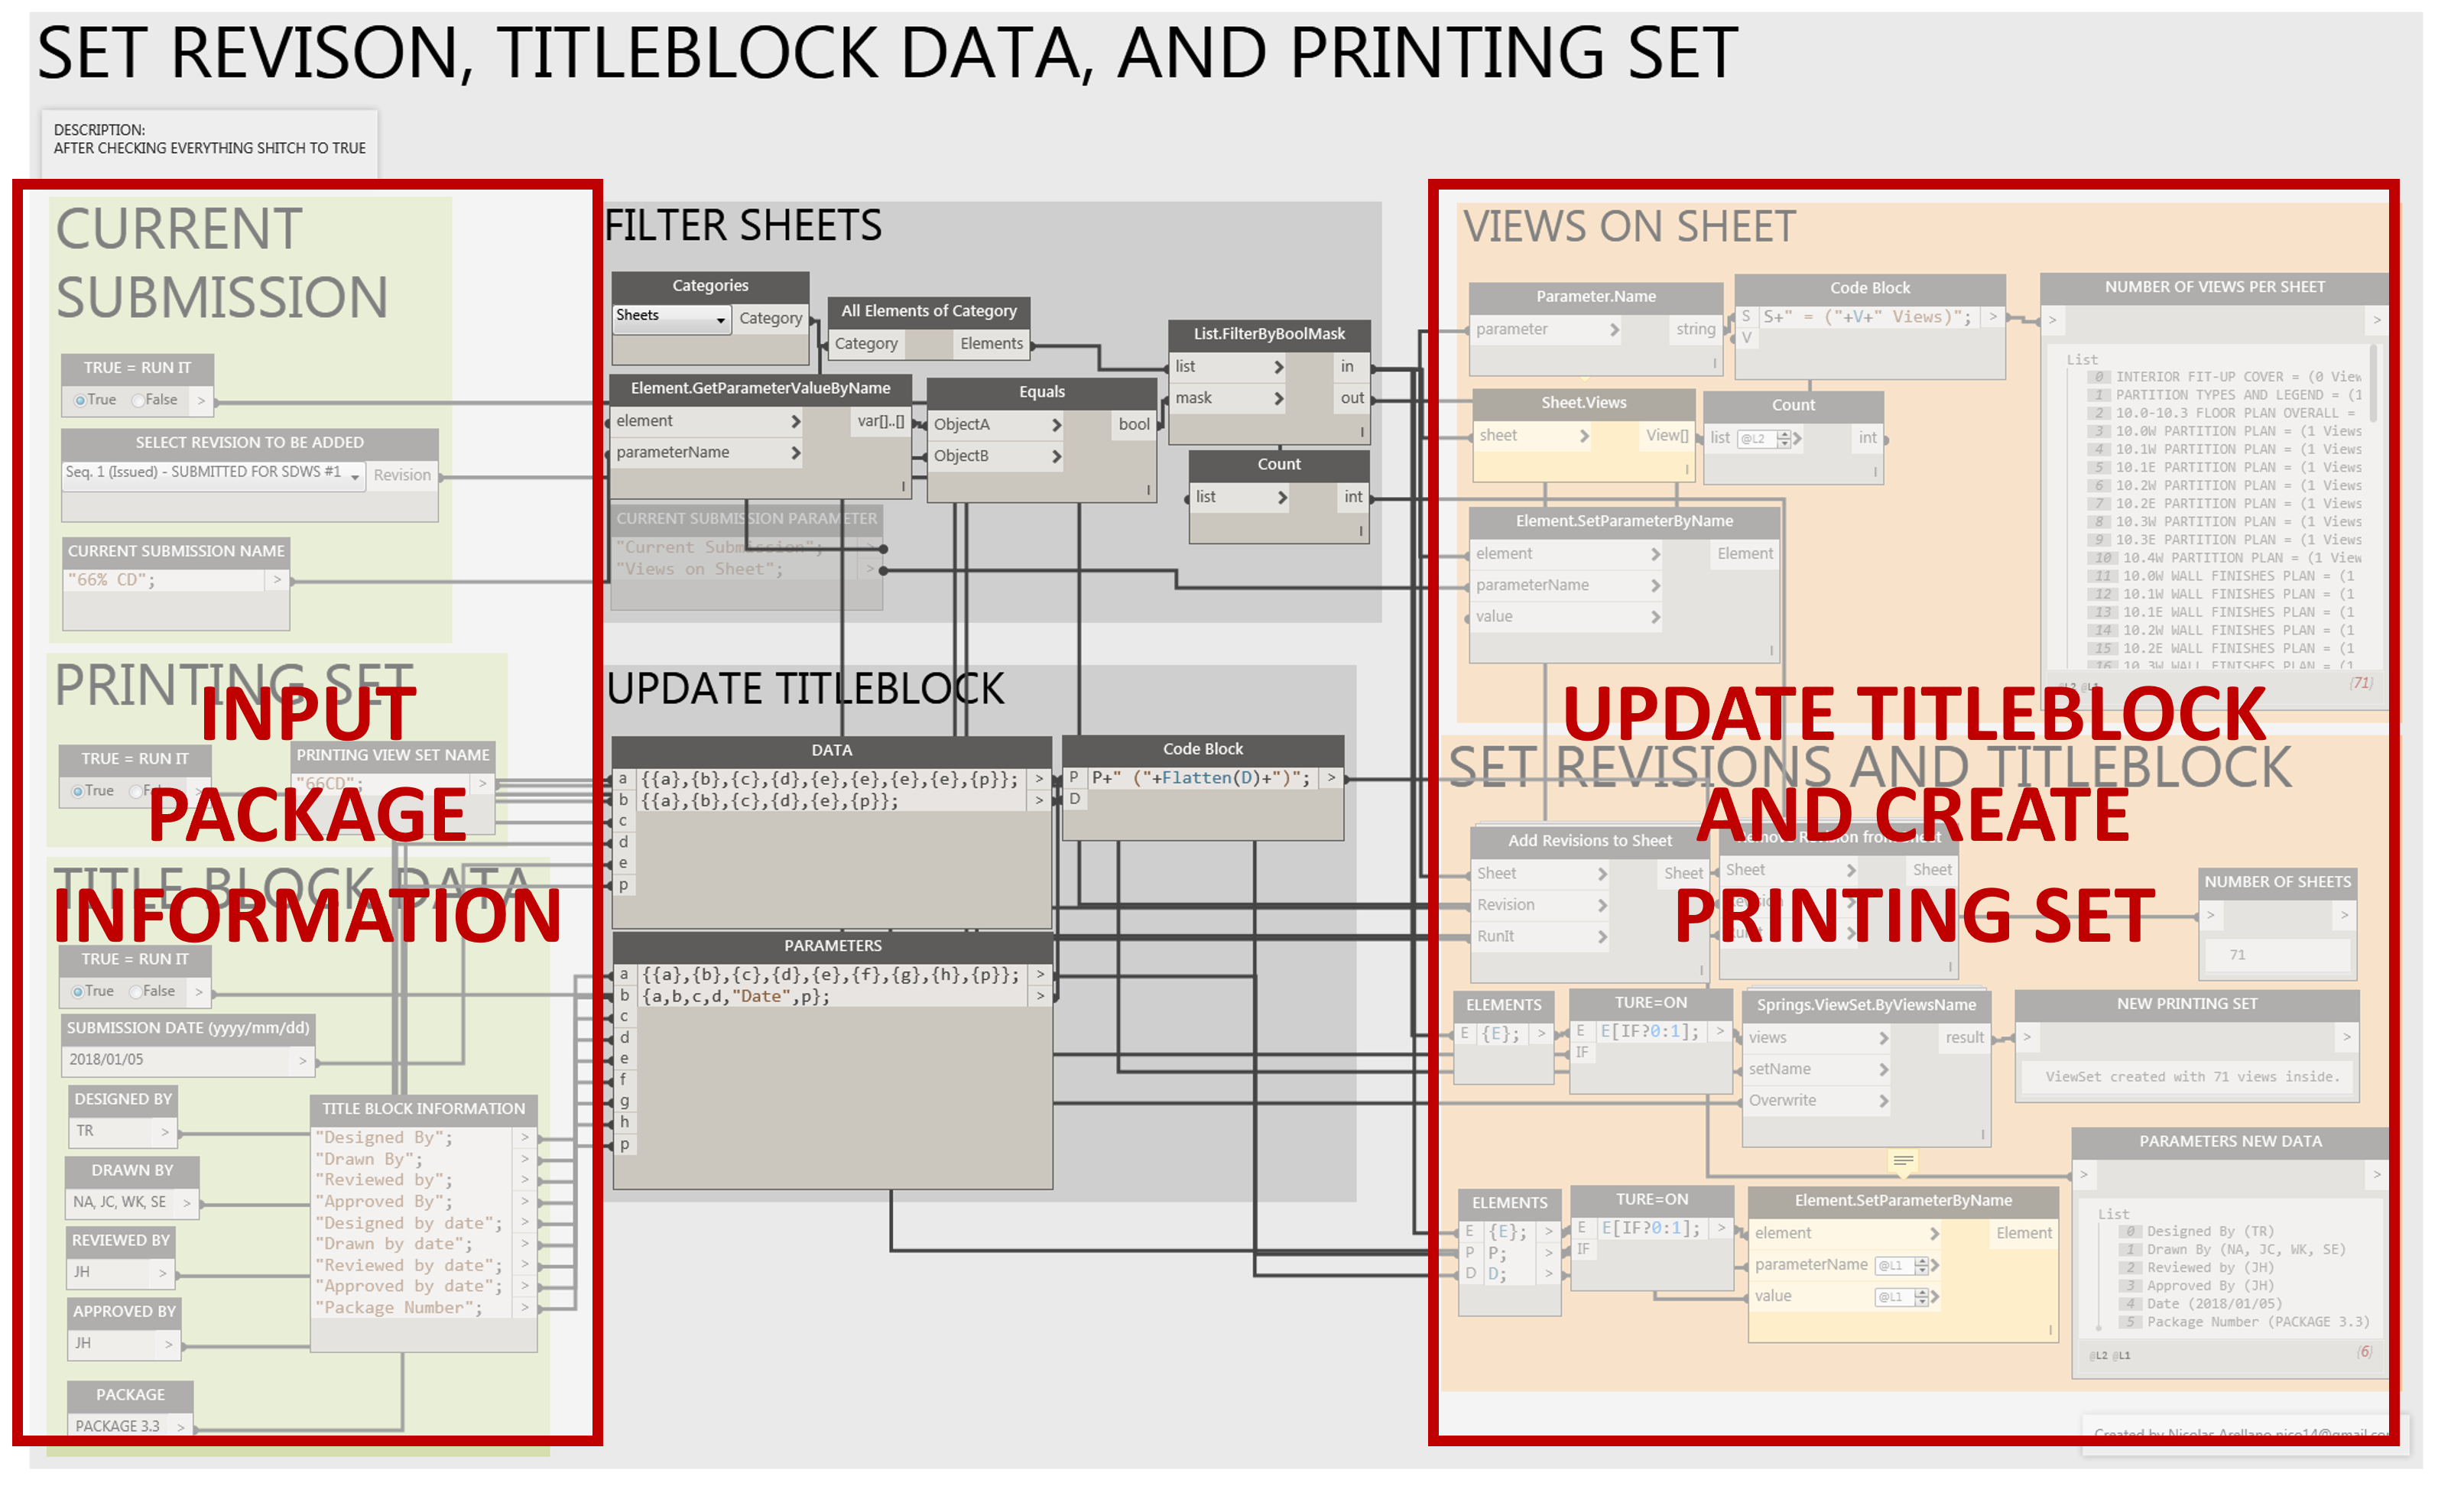 SET REVISON, TITLEBLOCK DATA, AND PRINTING SET
DESCRIPTION:
AFTER CHECKING EVERYTHING SHITCH TO TRUE
CURRENT
SUBMISSION
TRUE = RUN IT
True False >
SELECT REVISION TO BE ADDED
Seq. 1 (Issued) - SUBMITTED FOR SDWS #1 Revision
CURRENT SUBMISSION NAME
"66% CD"; >
PRINTING SET
TRUE = RUN IT
True False >
PRINTING VIEW SET NAME
"66CD"; >
TITLE BLOCK DATA
INPUT
PACKAGE
INFORMATION
TRUE = RUN IT
True False >
SUBMISSION DATE (yyyy/mm/dd)
2018/01/05 >
DESIGNED BY
TR >
DRAWN BY
NA, JC, WK, SE >
REVIEWED BY
JH >
APPROVED BY
JH >
PACKAGE
PACKAGE 3.3 >
TITLE BLOCK INFORMATION
"Designed By"; >
"Drawn By"; >
"Reviewed by"; >
"Approved By"; >
"Designed by date"; >
"Drawn by date"; >
"Reviewed by date"; >
"Approved by date"; >
"Package Number"; >
FILTER SHEETS
Categories
Sheets Category
All Elements of Category
Category Elements
Element.GetParameterValueByName
element > var[]..[]
parameterName >
Equals
ObjectA > bool
ObjectB >
List.FilterByBoolMask
list > in
mask > out
Count
list > int
CURRENT SUBMISSION PARAMETER
"Current Submission"; >
"Views on Sheet"; >
UPDATE TITLEBLOCK
DATA
a {{a},{b},{c},{d},{e},{e},{e},{e},{p}}; >
b {{a},{b},{c},{d},{e},{p}}; >
c
d
e
p
Code Block
P P+" ("+Flatten(D)+")"; >
D
PARAMETERS
a {{a},{b},{c},{d},{e},{f},{g},{h},{p}}; >
b {a,b,c,d,"Date",p}; >
c
d
e
f
g
h
p
VIEWS ON SHEET
Parameter.Name
parameter > string
Code Block
S S+" = ("+V+" Views)"; >
V
Sheet.Views
sheet > View[]
Count
list @L2 > int
Element.SetParameterByName
element > Element
parameterName >
value >
NUMBER OF VIEWS PER SHEET
> >
List
0 INTERIOR FIT-UP COVER = (0 View
1 PARTITION TYPES AND LEGEND = (1
2 10.0-10.3 FLOOR PLAN OVERALL =
3 10.0W PARTITION PLAN = (1 Views
4 10.1W PARTITION PLAN = (1 Views
5 10.1E PARTITION PLAN = (1 Views
6 10.2W PARTITION PLAN = (1 Views
7 10.2E PARTITION PLAN = (1 Views
8 10.3W PARTITION PLAN = (1 Views
9 10.3E PARTITION PLAN = (1 Views
10 10.4W PARTITION PLAN = (1 View
11 10.0W WALL FINISHES PLAN = (1
12 10.1W WALL FINISHES PLAN = (1
13 10.1E WALL FINISHES PLAN = (1
14 10.2W WALL FINISHES PLAN = (1
15 10.2E WALL FINISHES PLAN = (1
16 10.3W WALL FINISHES PLAN = (1
@L2 @L1 {71}
SET REVISIONS AND TITLEBLOCK
UPDATE TITLEBLOCK
AND CREATE
PRINTING SET
Add Revisions to Sheet
Sheet > Sheet
Revision >
RunIt >
Remove Revision from Sheet
Sheet > Sheet
Revision >
RunIt >
NUMBER OF SHEETS
> >
71
ELEMENTS
E {E}; >
TURE=ON
E E[IF?0:1]; >
IF
Springs.ViewSet.ByViewsName
views > result
setName >
Overwrite >
NEW PRINTING SET
> >
ViewSet created with 71 views inside.
ELEMENTS
E {E}; >
P P; >
D D; >
TURE=ON
E E[IF?0:1]; >
IF
Element.SetParameterByName
element > Element
parameterName @L1 >
value @L1 >
PARAMETERS NEW DATA
> >
List
0 Designed By (TR)
1 Drawn By (NA, JC, WK, SE)
2 Reviewed by (JH)
3 Approved By (JH)
4 Date (2018/01/05)
5 Package Number (PACKAGE 3.3)
@L2 @L1 {6}
Created by Nicolas Arellano